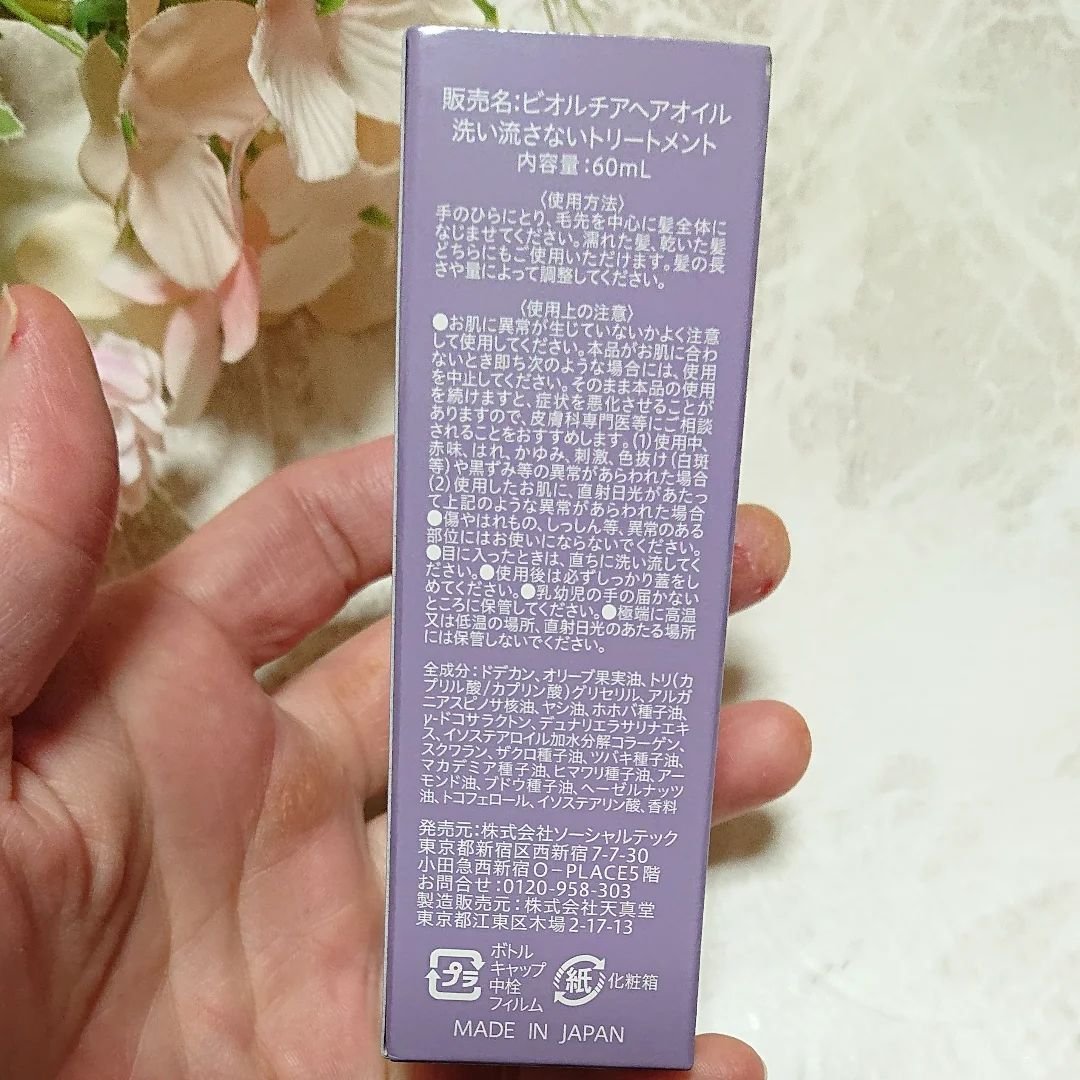 販売名:ビオルチアヘアオイル
洗い流さないトリートメント
内容量:60mL
〈使用方法〉
手のひらにとり、毛先を中心に髪全体に
なじませてください。濡れた髪、乾いた髪
どちらにもご使用いただけます。髪の長
さや量によって調整してください。
〈使用上の注意〉
●お肌に異常が生じていないかよく注意
して使用してください。本品がお肌に合わ
ないとき即ち次のような場合には、使用
を中止してください。そのまま本品の使用
を続けますと、症状を悪化させることが
ありますので、皮膚科専門医等にご相談
されることをおすすめします。(1)使用中、
赤味、はれ、かゆみ、刺激、色抜け(白斑
等)や黒ずみ等の異常があらわれた場合
(2)使用したお肌に、直射日光があたっ
て上記のような異常があらわれた場合
●傷やはれもの、しっしん等、異常のある
部位にはお使いにならないでください。
●目に入ったときは、直ちに洗い流してく
ださい。●使用後は必ずしっかり蓋をし
めてください。●乳幼児の手の届かない
ところに保管してください。●極端に高温
又は低温の場所、直射日光のあたる場所
には保管しないでください。
全成分:ドデカン、オリーブ果実油、トリ(カ
プリル酸/カプリン酸)グリセリル、アルガ
ニアスピノサ核油、ヤシ油、ホホバ種子油、
γ-ドコサラクトン、デュナリエラサリナエキ
ス、イソステアロイル加水分解コラーゲン、
スクワラン、ザクロ種子油、ツバキ種子油、
マカデミア種子油、ヒマワリ種子油、アー
モンド油、ブドウ種子油、ヘーゼルナッツ
油、トコフェロール、イソステアリン酸、香料
発売元:株式会社ソーシャルテック
東京都新宿区西新宿7-7-30
小田急西新宿O-PLACE5階
お問合せ:0120-958-303
製造販売元:株式会社天真堂
東京都江東区木場2-17-13
プラ
ボトル
キャップ
中栓
フィルム
紙
化粧箱
MADE IN JAPAN